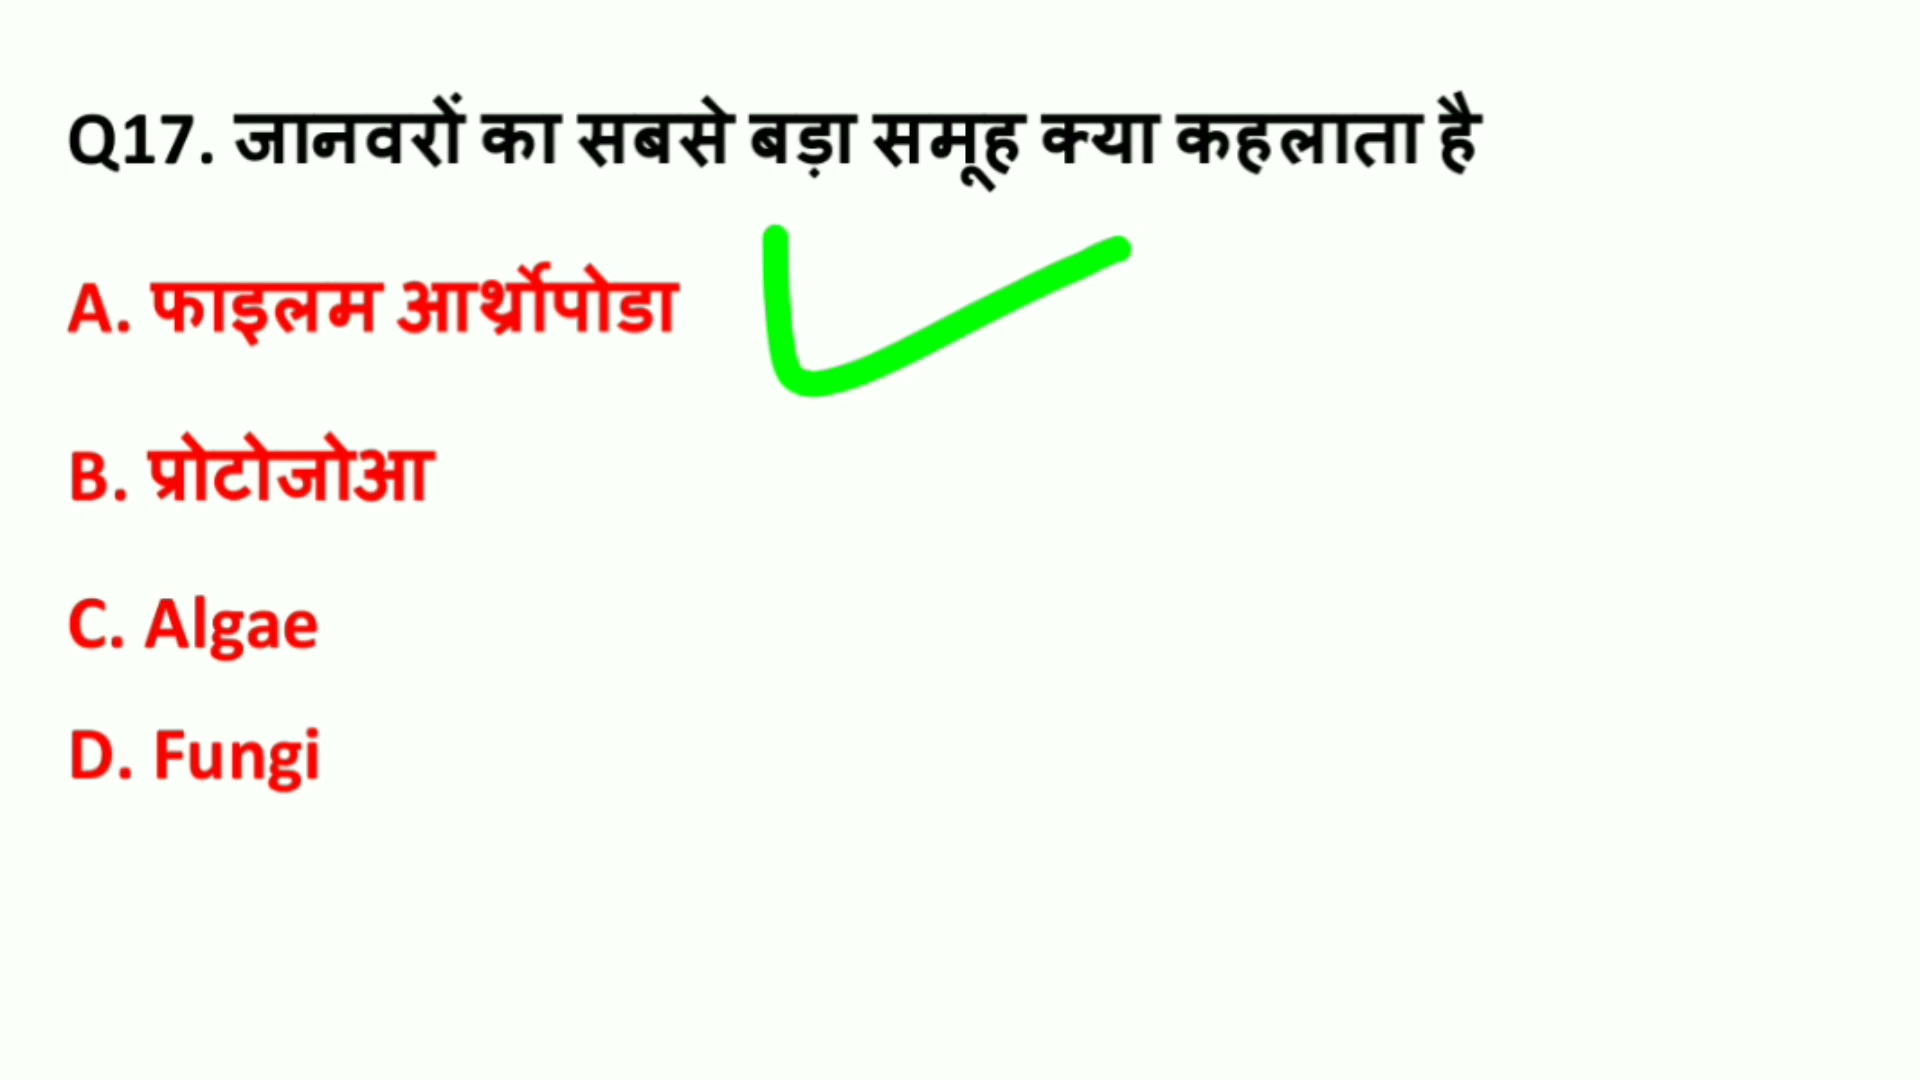 Q17. जानवरों का सबसे बड़ा समूह क्या कहलाता है
A. फाइलम आर्थ्रोपोडा
B. प्रोटोजोआ
C. Algae
D. Fungi